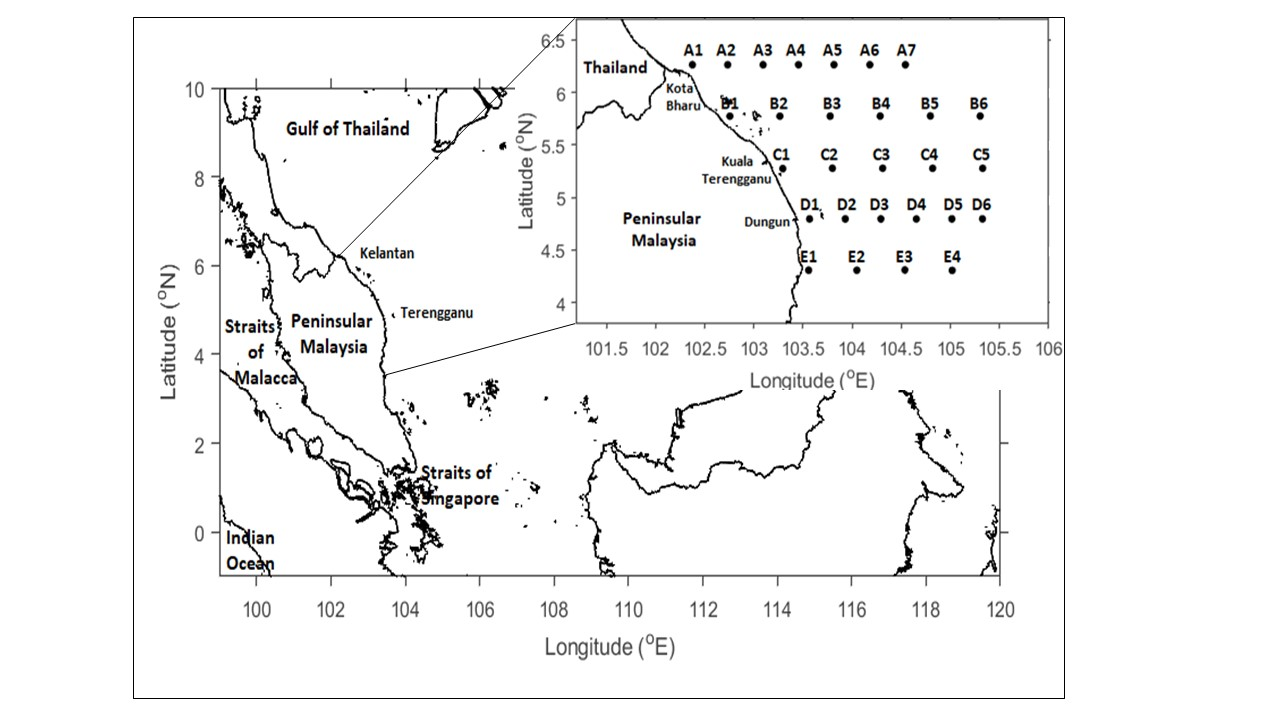 6.5
A1 A2 A3 A4 A5 A6 A7
Thailand
6
Kota
Bharu
B1 B2 B3 B4 B5 B6
5.5
Kuala
Terengganu
C1 C2 C3 C4 C5
5
Peninsular
Malaysia
Dungun
D1 D2 D3 D4 D5 D6
4.5
E1 E2 E3 E4
4
Latitude (°N)
101.5 102 102.5 103 103.5 104 104.5 105 105.5 106
Longitude (°E)
10
Gulf of Thailand
8
6
Kelantan
Terengganu
Straits
of
Malacca
Peninsular
Malaysia
4
2
Straits of
Singapore
0
Indian
Ocean
Latitude (°N)
100 102 104 106 108 110 112 114 116 118 120
Longitude (°E)